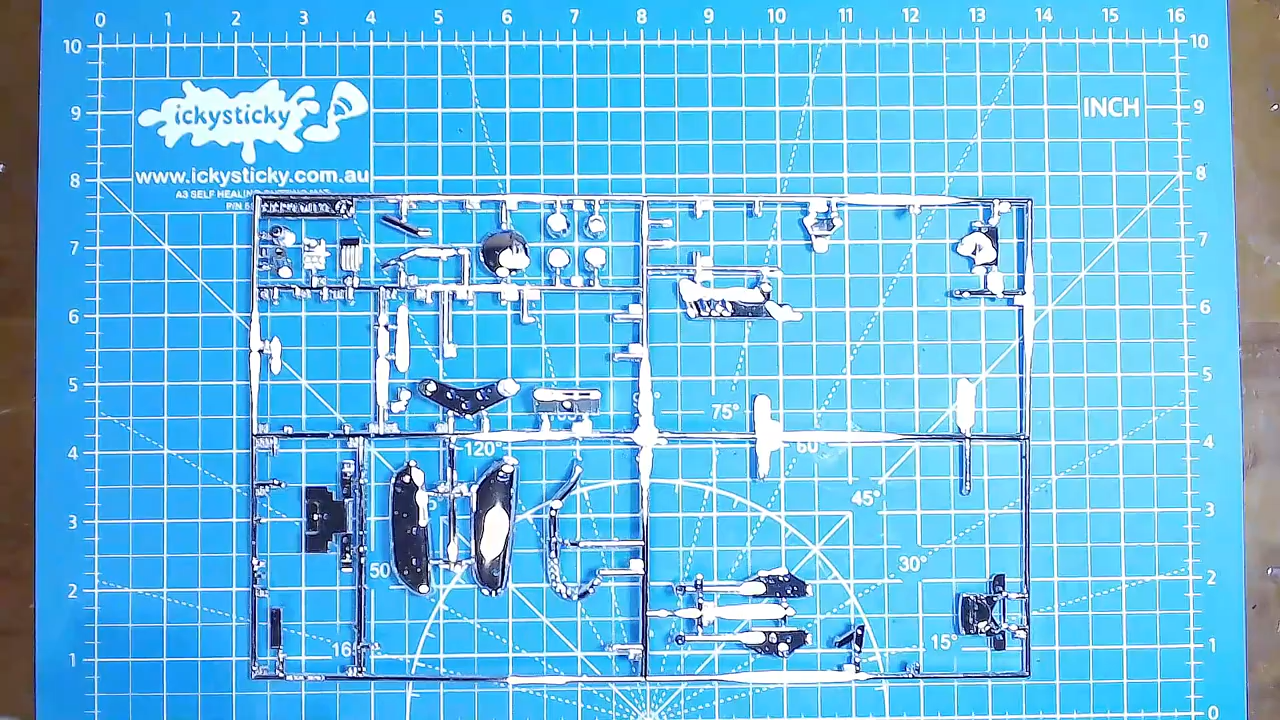 0 1 2 3 4 5 6 7 8 9 10 11 12 13 14 15 16
10 10
9 ickysticky INCH 9
8 www.ickysticky.com.au 8
A3 SELF HEALING CUTTING MAT
P/N
7 7
6 6
5 5
75°
4 120° 60° 4
45°
3 3
30°
2 50 2
15°
1 16 1
0